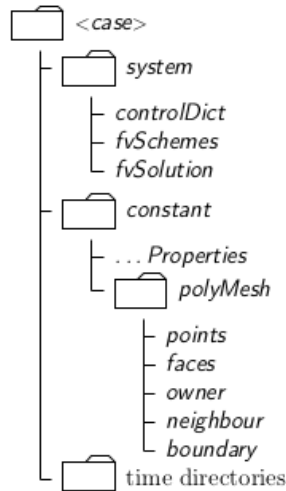 <case>
system
controlDict
fvSchemes
fvSolution
constant
... Properties
polyMesh
points
faces
owner
neighbour
boundary
time directories